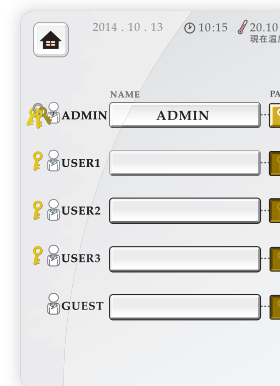 2014 . 10 . 13 10:15 20.10
現在温
NAME PA
ADMIN ADMIN
USER1
USER2
USER3
GUEST